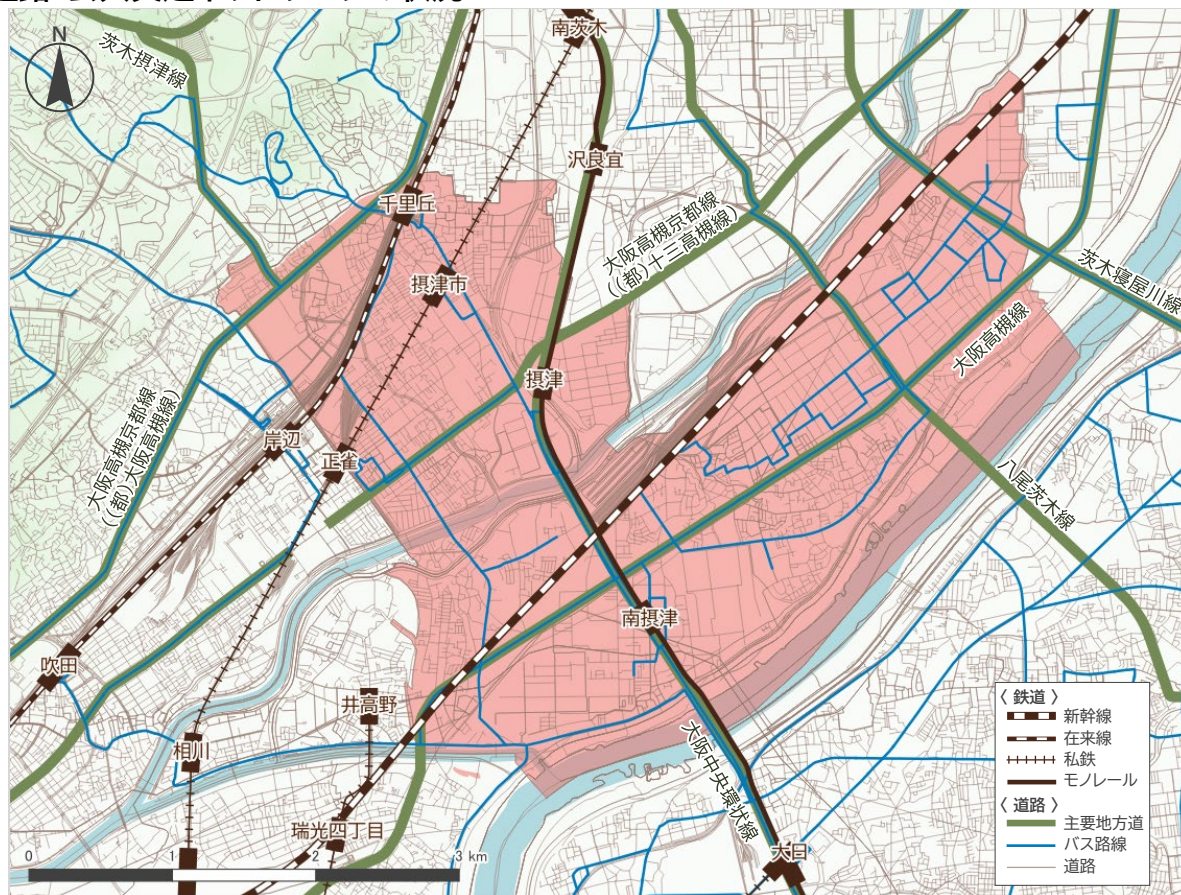 N
茨木摂津線
南茨木
沢良宜
千里丘
大阪高槻京都線
((都)十三高槻線)
摂津市
茨木寝屋川線
大阪高槻線
摂津
大阪高槻京都線
((都)大阪高槻線)
岸辺
正雀
八尾茨木線
南摂津
吹田
井高野
相川
大阪中央環状線
瑞光四丁目
大日
0
1
2
3 km
〈 鉄道 〉
新幹線
在来線
私鉄
モノレール
〈 道路 〉
主要地方道
バス路線
道路